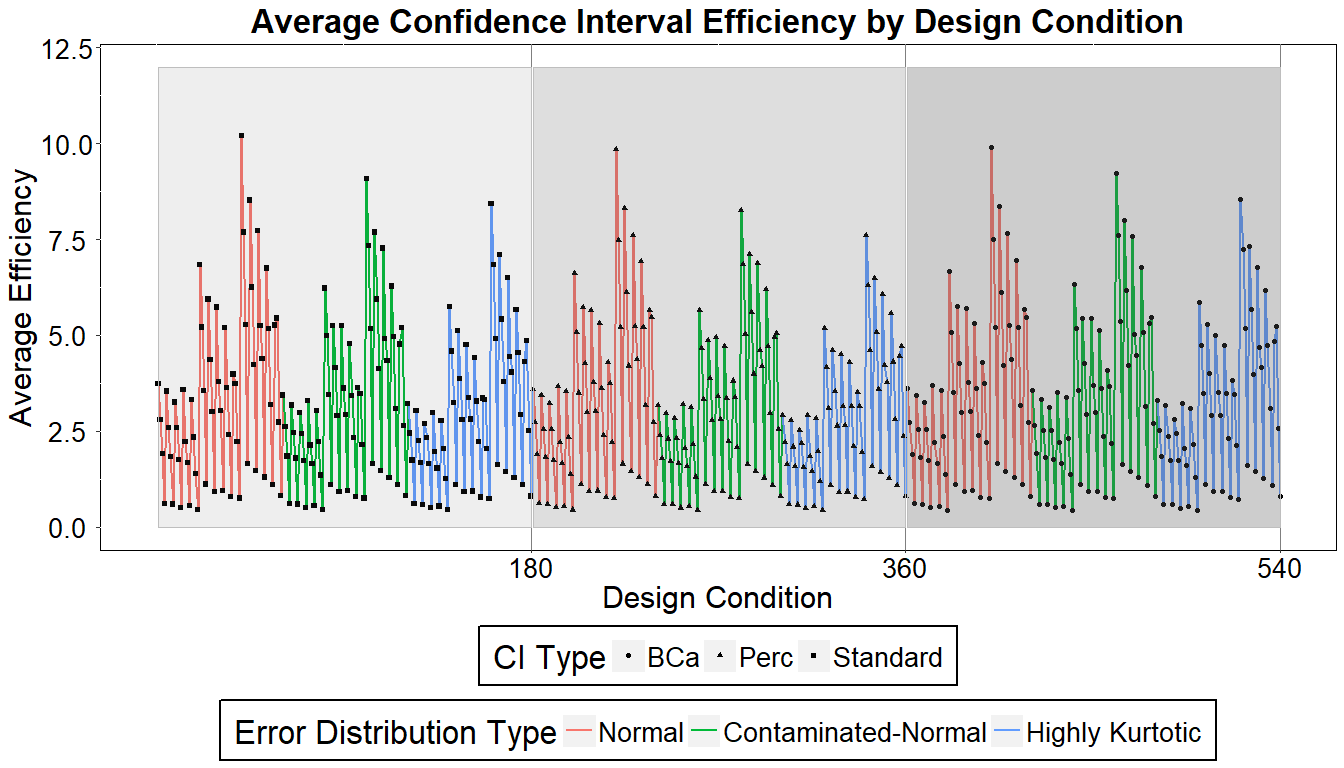 Average Confidence Interval Efficiency by Design Condition
12.5
10.0
7.5
5.0
2.5
0.0
Average Efficiency
180 360 540
Design Condition
CI Type BCa Perc Standard
Error Distribution Type Normal Contaminated-Normal Highly Kurtotic